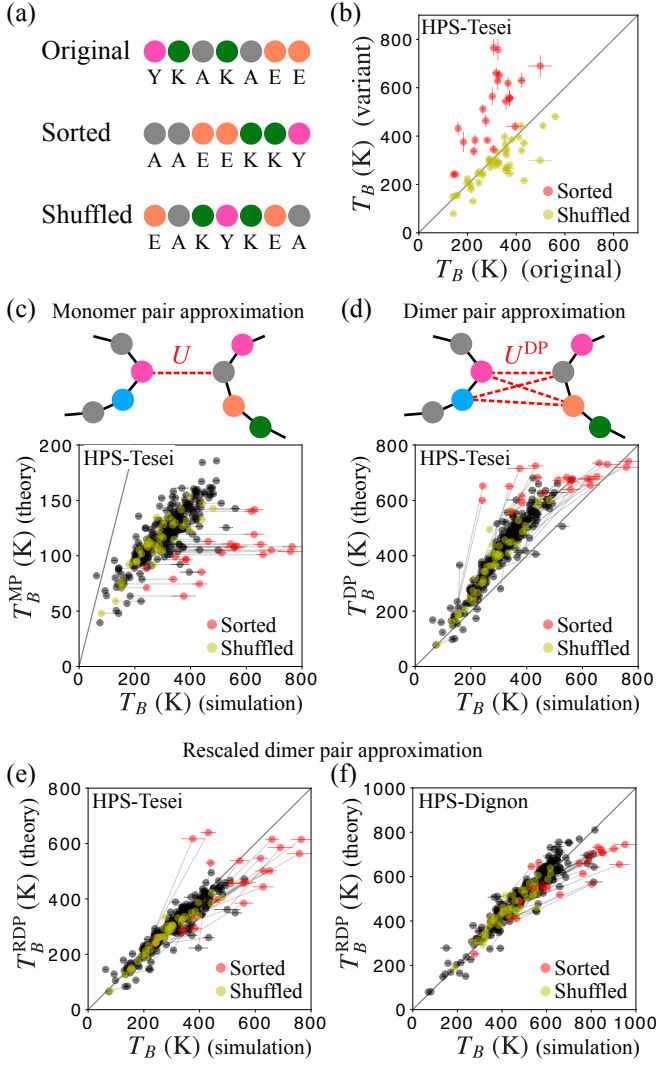 (a)
Original
Y K A K A E E
Sorted
A A E E K K Y
Shuffled
E A K Y K E A
(b)
HPS-Tesei
T_B (K) (variant)
800
600
400
200
0
0 200 400 600 800
T_B (K) (original)
Sorted
Shuffled
(c) Monomer pair approximation
U
HPS-Tesei
T_B^MP (K) (theory)
200
150
100
50
0
0 200 400 600 800
T_B (K) (simulation)
Sorted
Shuffled
(d) Dimer pair approximation
U^DP
HPS-Tesei
T_B^DP (K) (theory)
800
600
400
200
0
0 200 400 600 800
T_B (K) (simulation)
Sorted
Shuffled
Rescaled dimer pair approximation
(e)
HPS-Tesei
T_B^RDP (K) (theory)
800
600
400
200
0
0 200 400 600 800
T_B (K) (simulation)
Sorted
Shuffled
(f)
HPS-Dignon
T_B^RDP (K) (theory)
1000
800
600
400
200
0
0 200 400 600 800 1000
T_B (K) (simulation)
Sorted
Shuffled